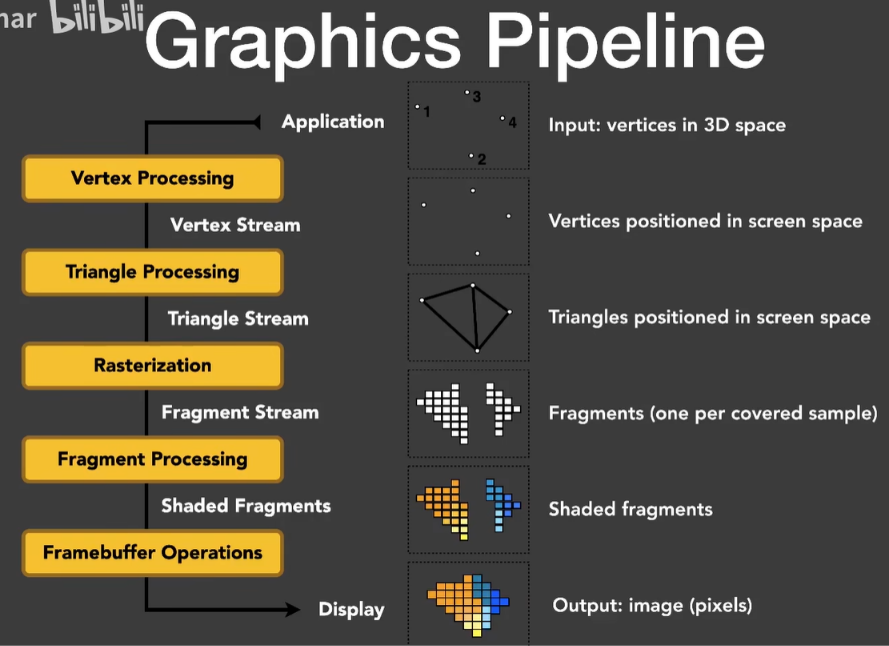 nar bilibili
Graphics Pipeline
Application
1
3
4
2
Input: vertices in 3D space
Vertex Processing
Vertex Stream
Vertices positioned in screen space
Triangle Processing
Triangle Stream
Triangles positioned in screen space
Rasterization
Fragment Stream
Fragments (one per covered sample)
Fragment Processing
Shaded Fragments
Shaded fragments
Framebuffer Operations
Display
Output: image (pixels)